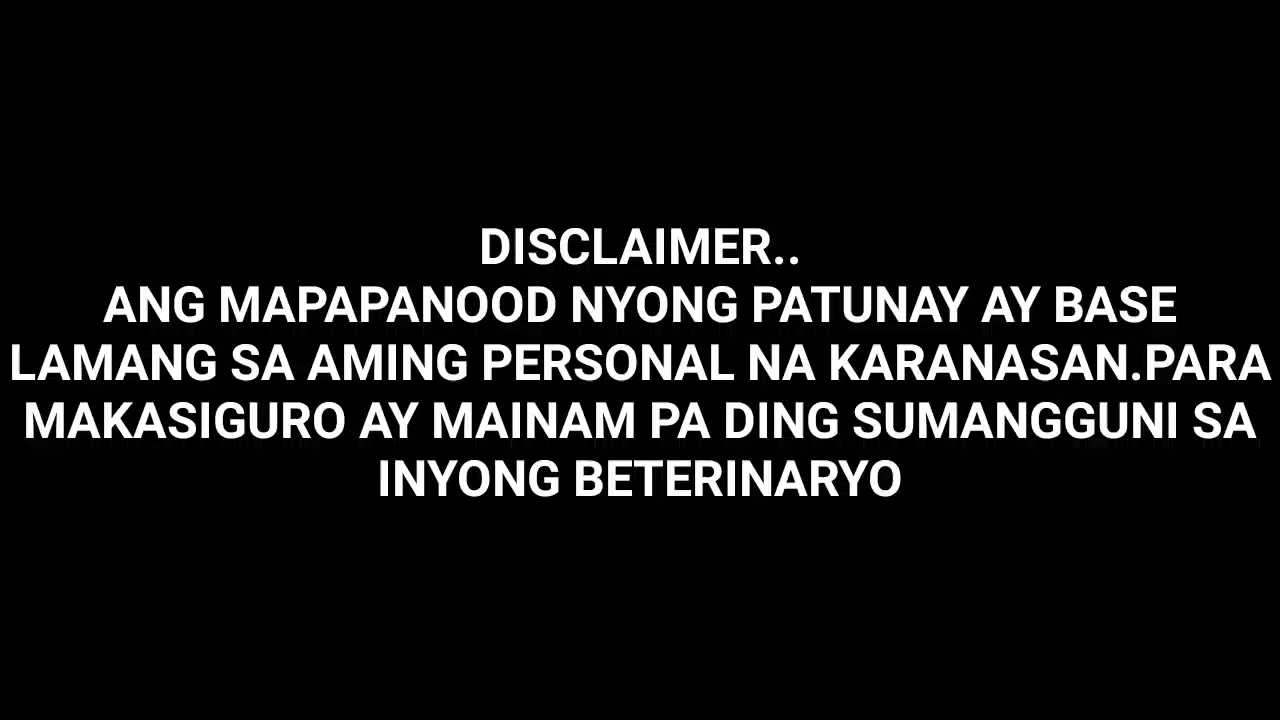 DISCLAIMER..
ANG MAPAPANOOD NYONG PATUNAY AY BASE
LAMANG SA AMING PERSONAL NA KARANASAN.PARA
MAKASIGURO AY MAINAM PA DING SUMANGGUNI SA
INYONG BETERINARYO